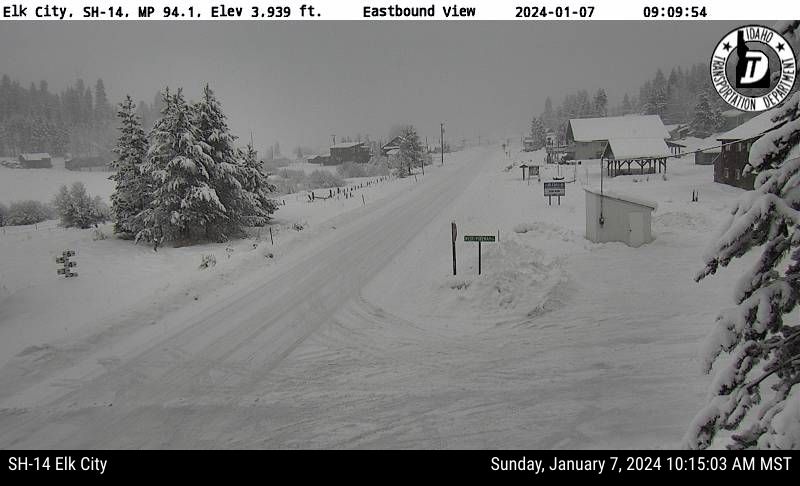 Elk City, SH-14, MP 94.1, Elev 3,939 ft. Eastbound View 2024-01-07 09:09:54
IDAHO
TRANSPORTATION DEPARTMENT
SH-14 Elk City Sunday, January 7, 2024 10:15:03 AM MST